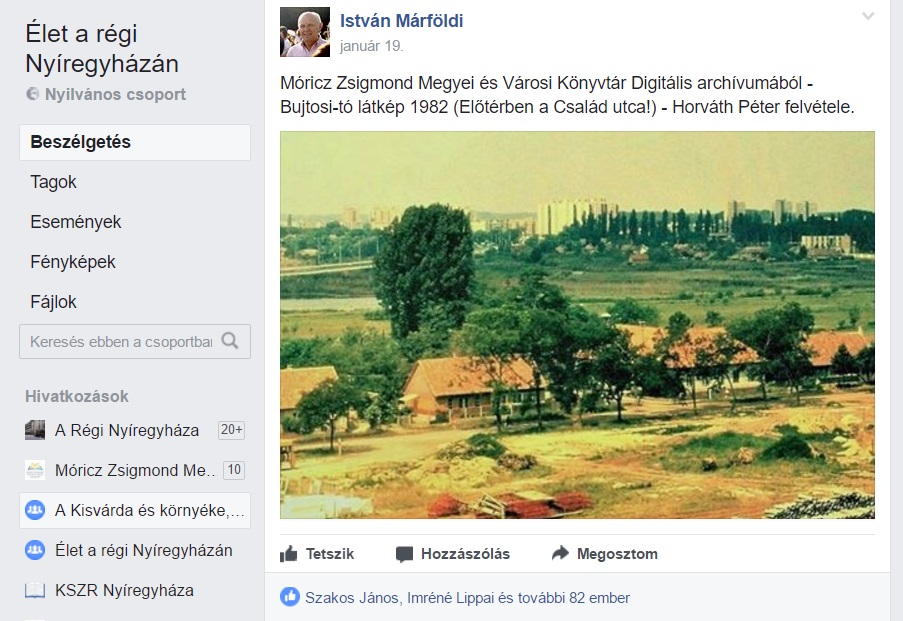 Élet a régi
Nyíregyházán
Nyilvános csoport
Beszélgetés
Tagok
Események
Fényképek
Fájlok
Keresés ebben a csoportbaı
Hivatkozások
A Régi Nyíregyháza 20+
Móricz Zsigmond Me… 10
A Kisvárda és környéke,…
Élet a régi Nyíregyházán
KSZR Nyíregyháza
István Márföldi
január 19.
Móricz Zsigmond Megyei és Városi Könyvtár Digitális archívumából -
Bujtosi-tó látkép 1982 (Előtérben a Család utca!) - Horváth Péter felvétele.
Tetszik Hozzászólás Megosztom
Szakos János, Imréné Lippai és további 82 ember